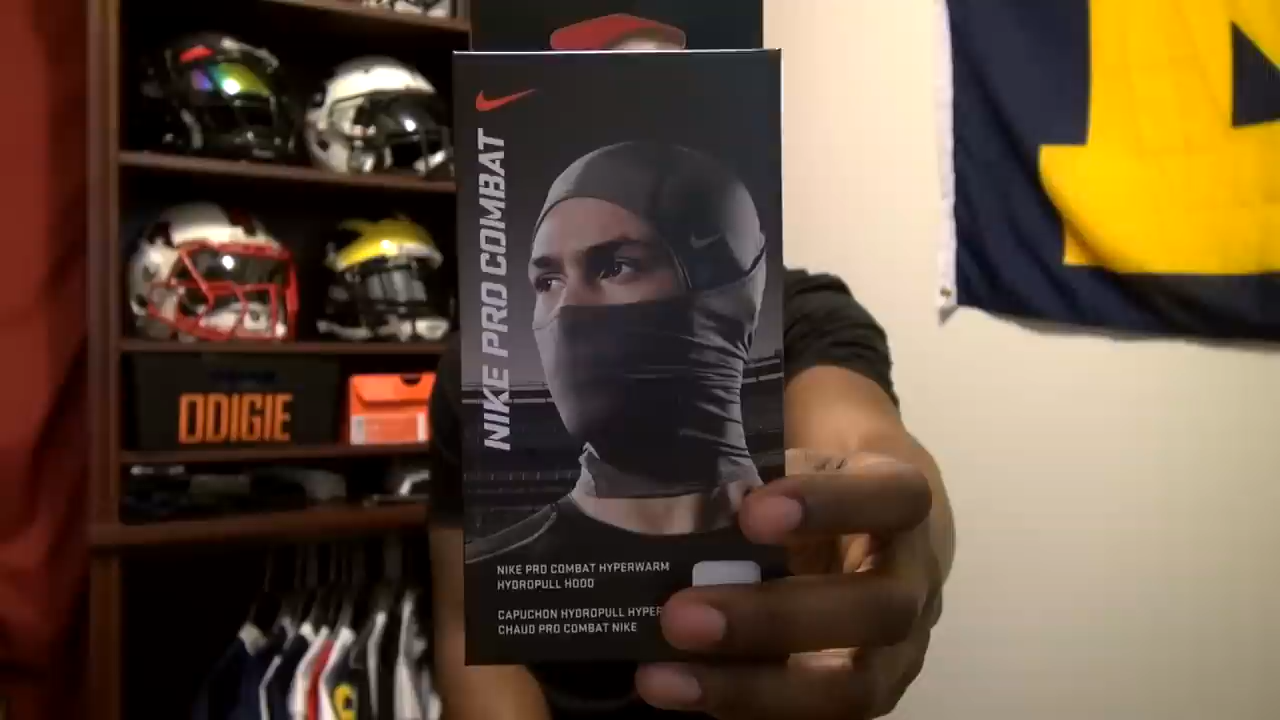 NIKE PRO COMBAT
NIKE PRO COMBAT HYPERWARM
HYDROPULL HOOD
CAPUCHON HYDROPULL HYPER
CHAUD PRO COMBAT NIKE
ODIGIE